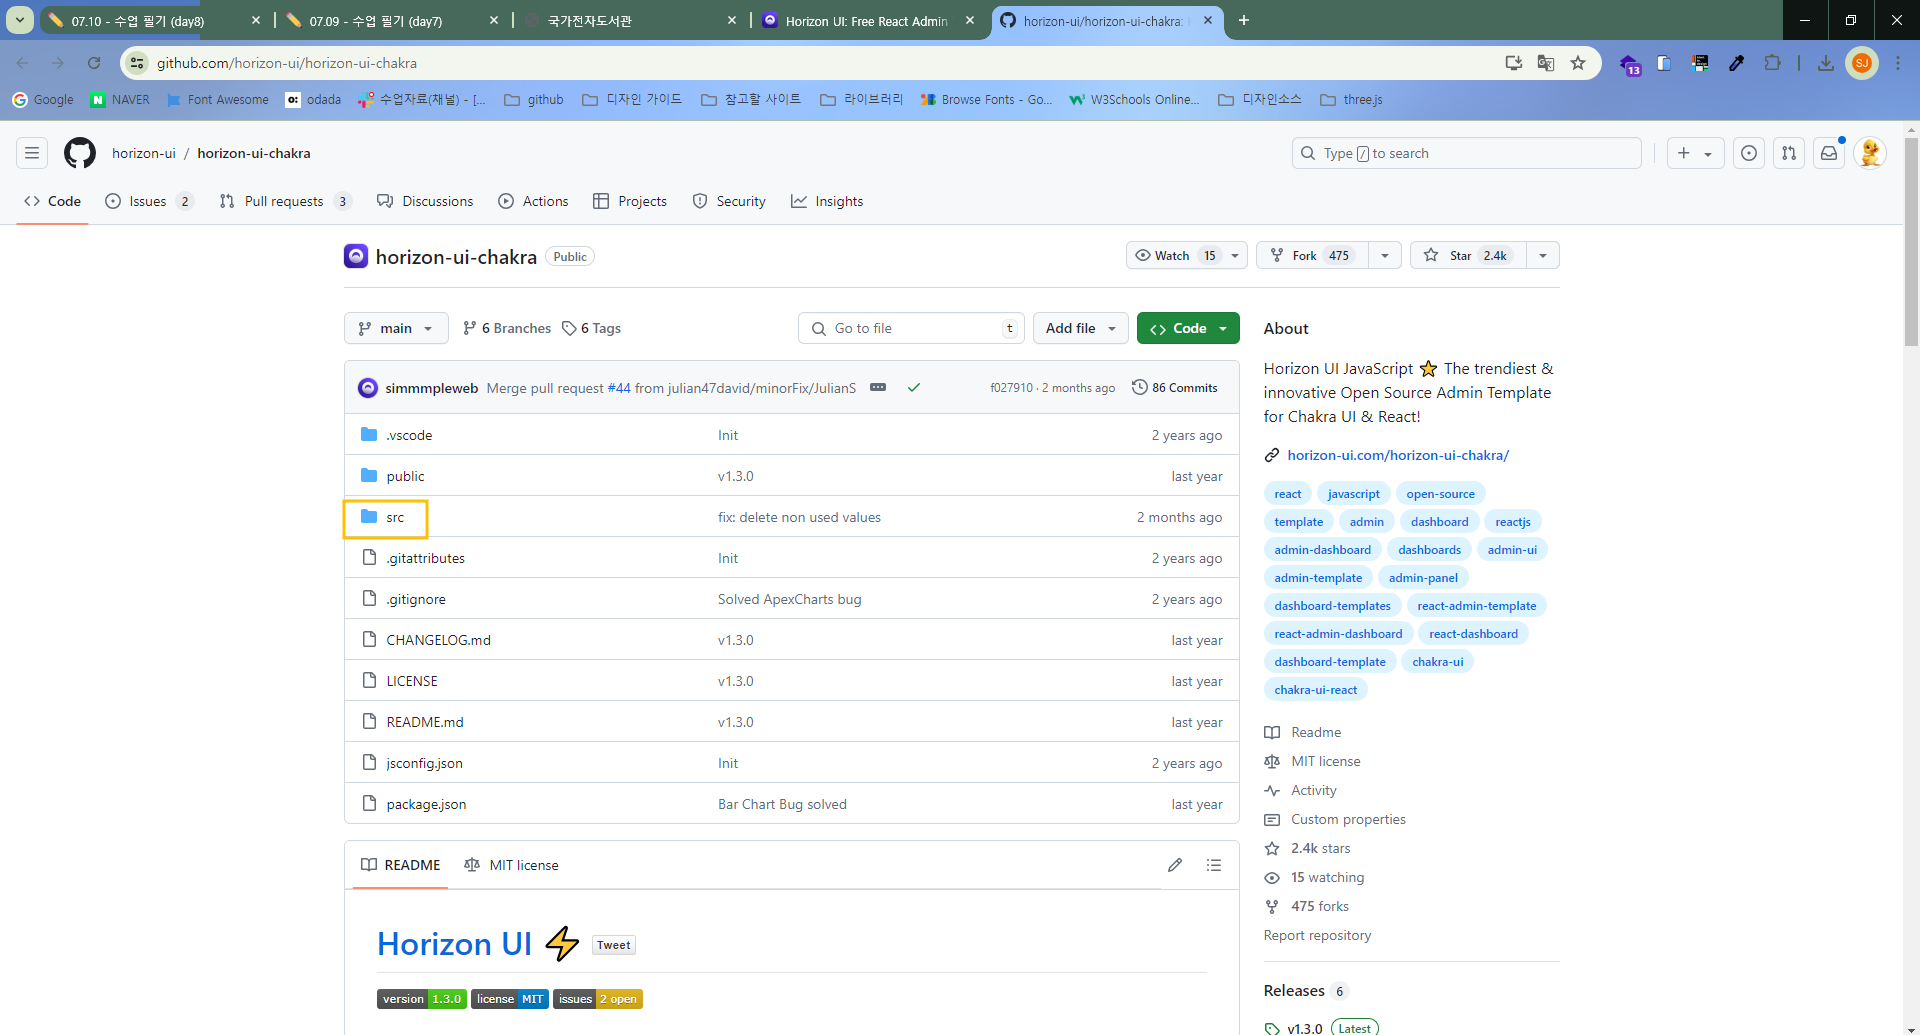 07.10 - 수업 필기 (day8)
07.09 - 수업 필기 (day7)
국가전자도서관
Horizon UI: Free React Admin
horizon-ui/horizon-ui-chakra:
github.com/horizon-ui/horizon-ui-chakra
13
SJ
Google
NAVER
Font Awesome
odada
수업자료(채널) - [...
github
디자인 가이드
참고할 사이트
라이브러리
Browse Fonts - Go...
W3Schools Online...
디자인소스
three.js
horizon-ui / horizon-ui-chakra
Type / to search
Code
Issues 2
Pull requests 3
Discussions
Actions
Projects
Security
Insights
horizon-ui-chakra Public
Watch 15
Fork 475
Star 2.4k
main
6 Branches
6 Tags
Go to file t
Add file
Code
simmmpleweb Merge pull request #44 from julian47david/minorFix/JulianS
f027910 · 2 months ago
86 Commits
.vscode Init 2 years ago
public v1.3.0 last year
src fix: delete non used values 2 months ago
.gitattributes Init 2 years ago
.gitignore Solved ApexCharts bug 2 years ago
CHANGELOG.md v1.3.0 last year
LICENSE v1.3.0 last year
README.md v1.3.0 last year
jsconfig.json Init 2 years ago
package.json Bar Chart Bug solved last year
README
MIT license
Horizon UI
Tweet
version 1.3.0
license MIT
issues 2 open
About
Horizon UI JavaScript ⭐ The trendiest &
innovative Open Source Admin Template
for Chakra UI & React!
horizon-ui.com/horizon-ui-chakra/
react javascript open-source
template admin dashboard reactjs
admin-dashboard dashboards admin-ui
admin-template admin-panel
dashboard-templates react-admin-template
react-admin-dashboard react-dashboard
dashboard-template chakra-ui
chakra-ui-react
Readme
MIT license
Activity
Custom properties
2.4k stars
15 watching
475 forks
Report repository
Releases 6
v1.3.0 Latest